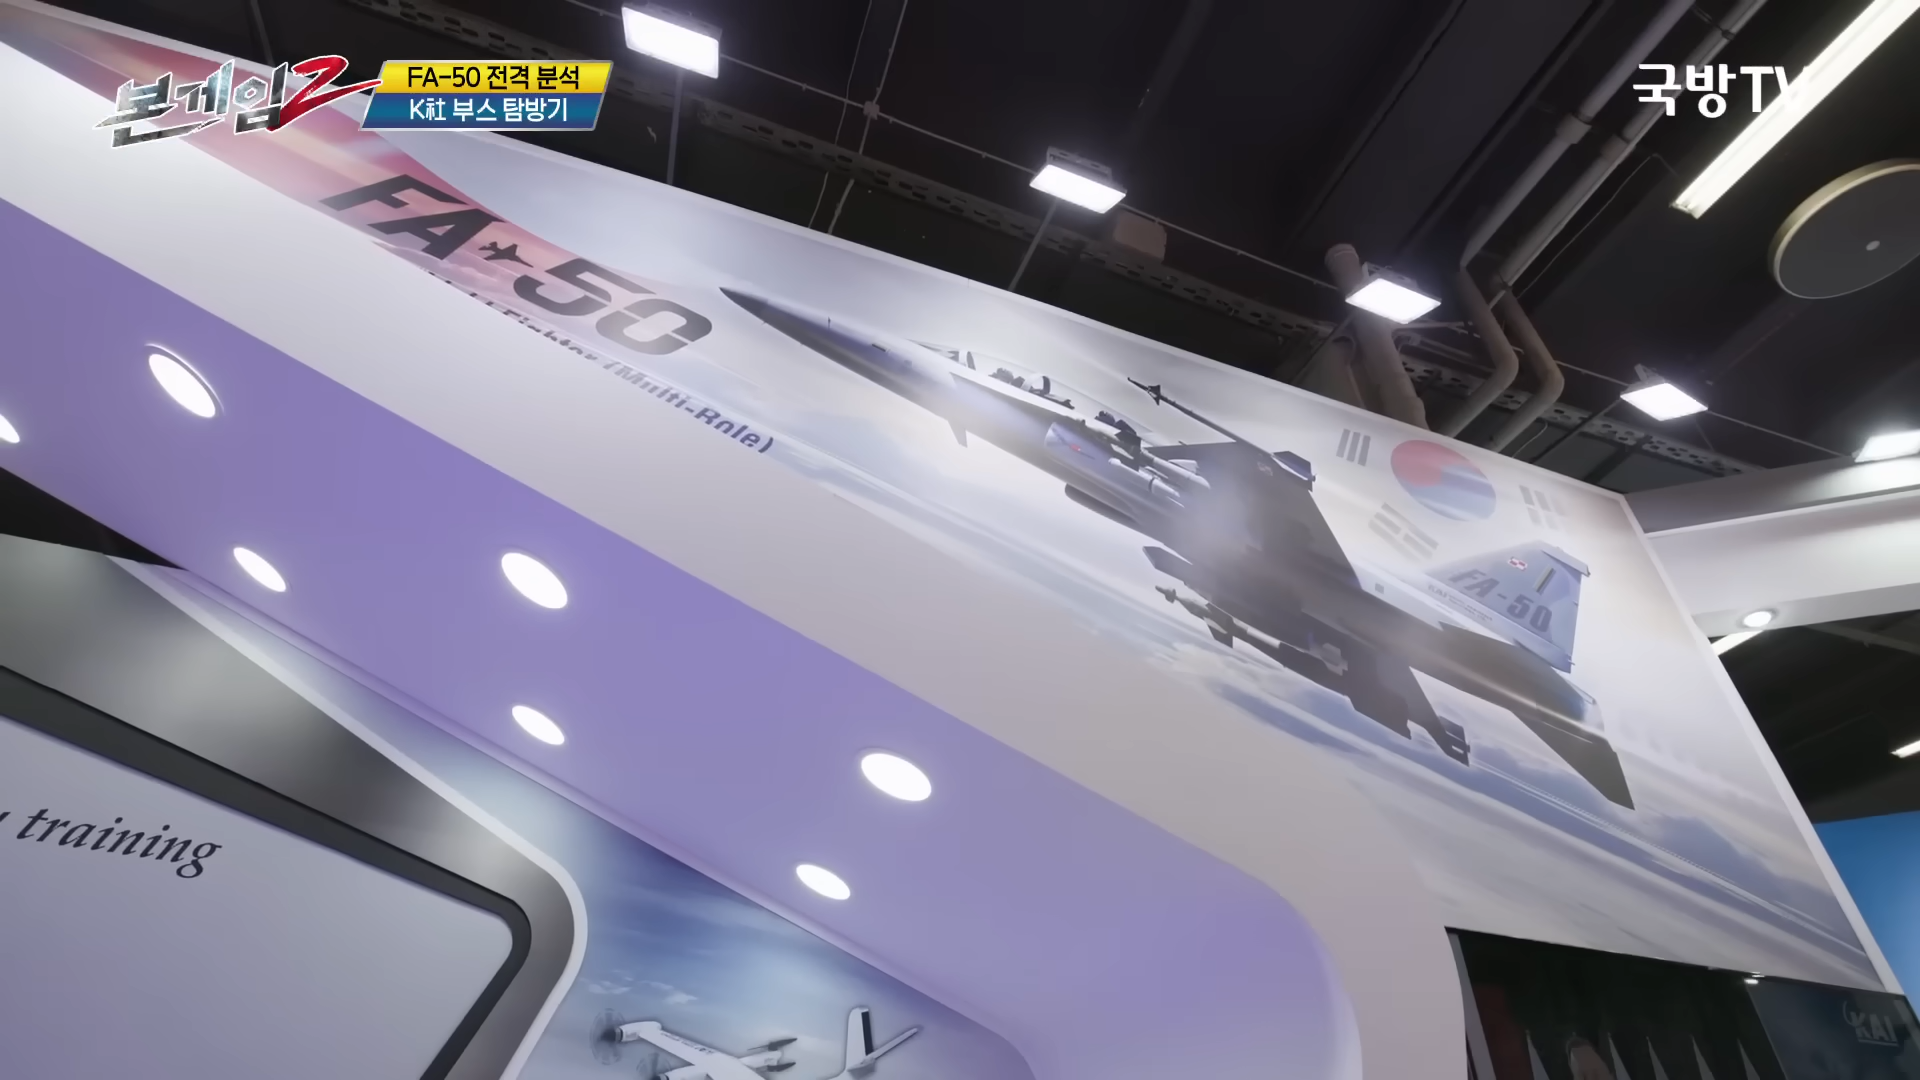 본게임2
FA-50 전격 분석
K社 부스 탐방기
국방TV
FA-50
Fighter (Multi-Role)
FA-50
training
KAI